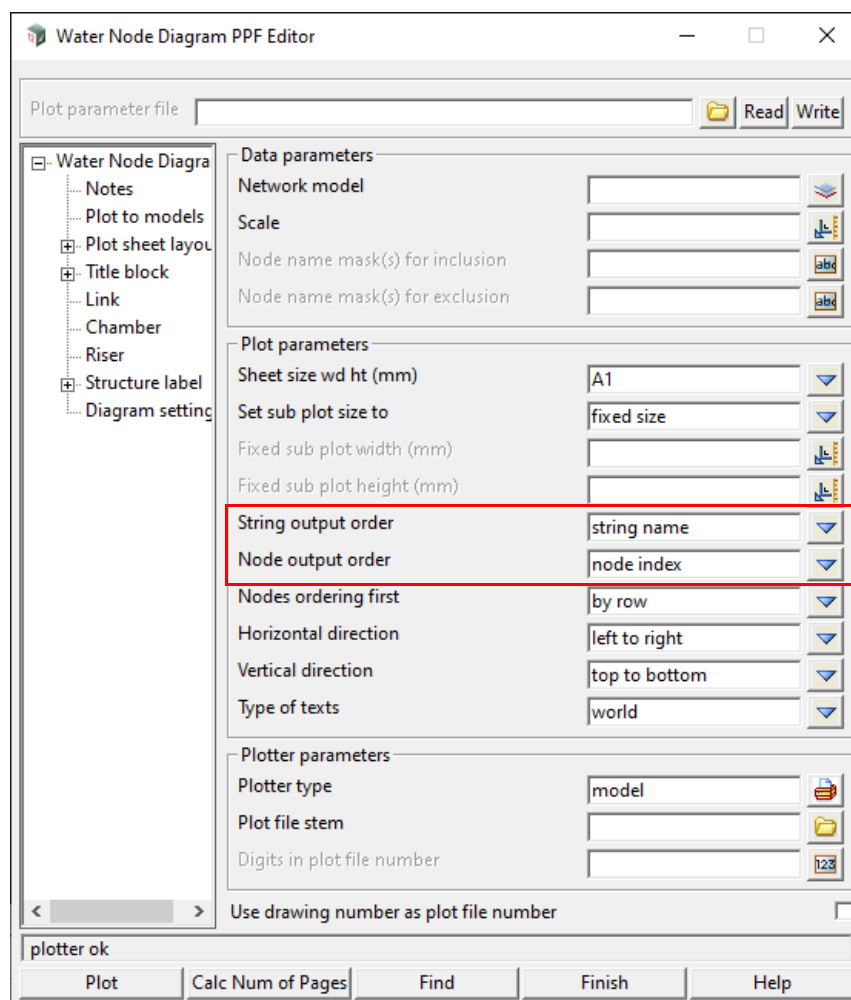 Water Node Diagram PPF Editor
Plot parameter file
Read
Write
Water Node Diagra
Notes
Plot to models
Plot sheet layou
Title block
Link
Chamber
Riser
Structure label
Diagram setting
Data parameters
Network model
Scale
Node name mask(s) for inclusion
abc
Node name mask(s) for exclusion
abc
Plot parameters
Sheet size wd ht (mm) A1
Set sub plot size to fixed size
Fixed sub plot width (mm)
Fixed sub plot height (mm)
String output order string name
Node output order node index
Nodes ordering first by row
Horizontal direction left to right
Vertical direction top to bottom
Type of texts world
Plotter parameters
Plotter type model
Plot file stem
Digits in plot file number 123
Use drawing number as plot file number
plotter ok
Plot Calc Num of Pages Find Finish Help